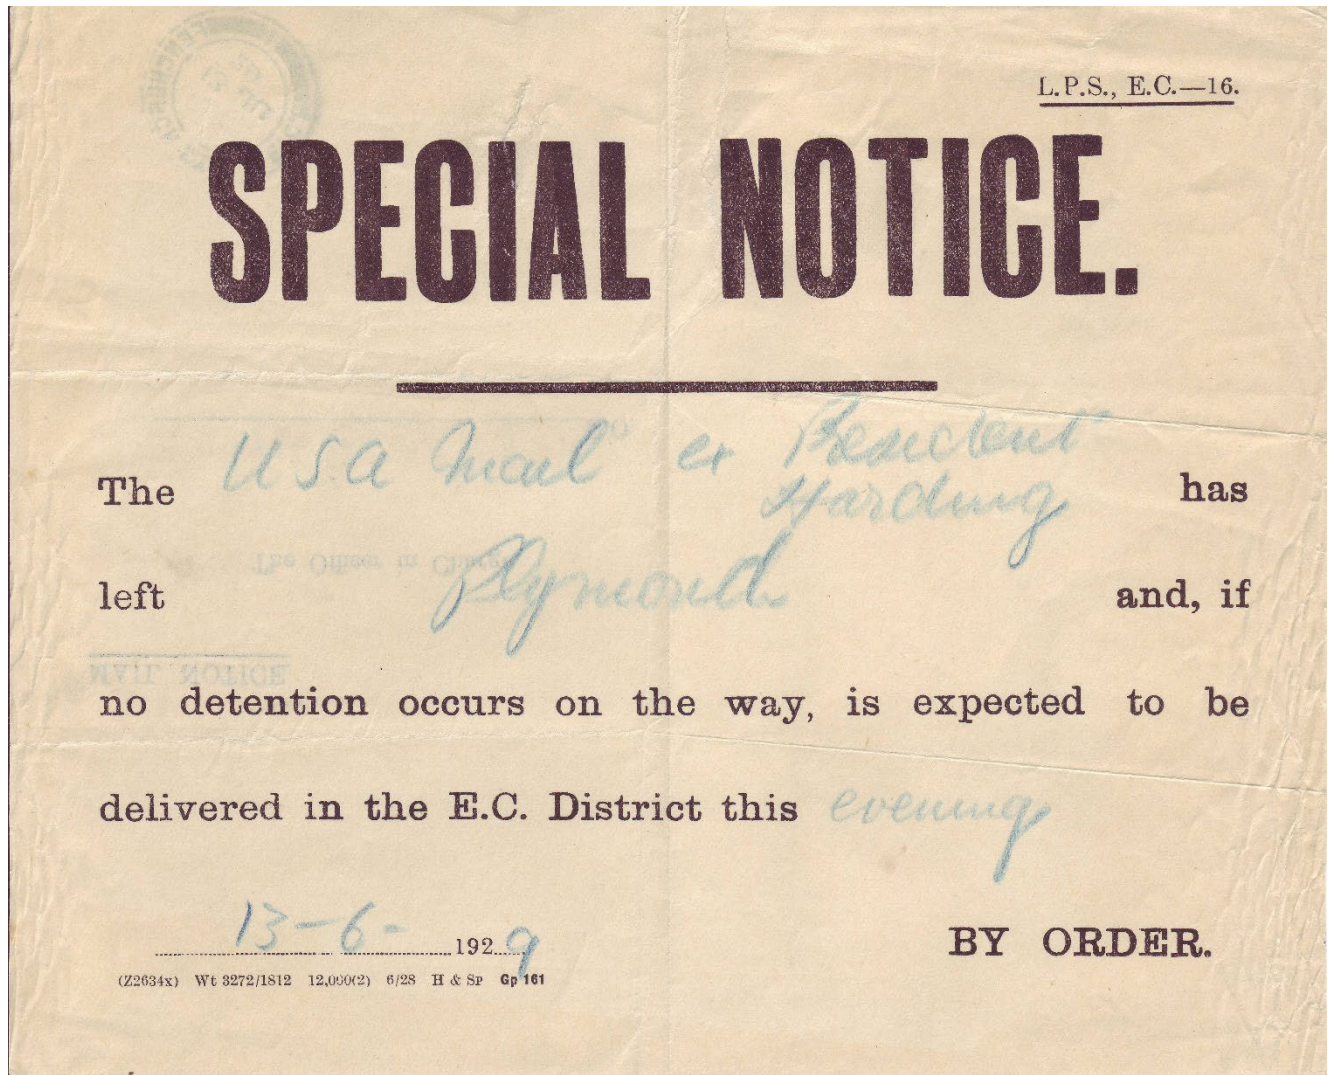 L.P.S., E.C.—16.
SPECIAL NOTICE.
The USA Mail ex President Harding has
left Plymouth and, if
no detention occurs on the way, is expected to be
delivered in the E.C. District this evening
13-6- 1929
BY ORDER.
(Z2634x) Wt 3272/1812 12,000(2) 6/28 H & Sp Gp 161